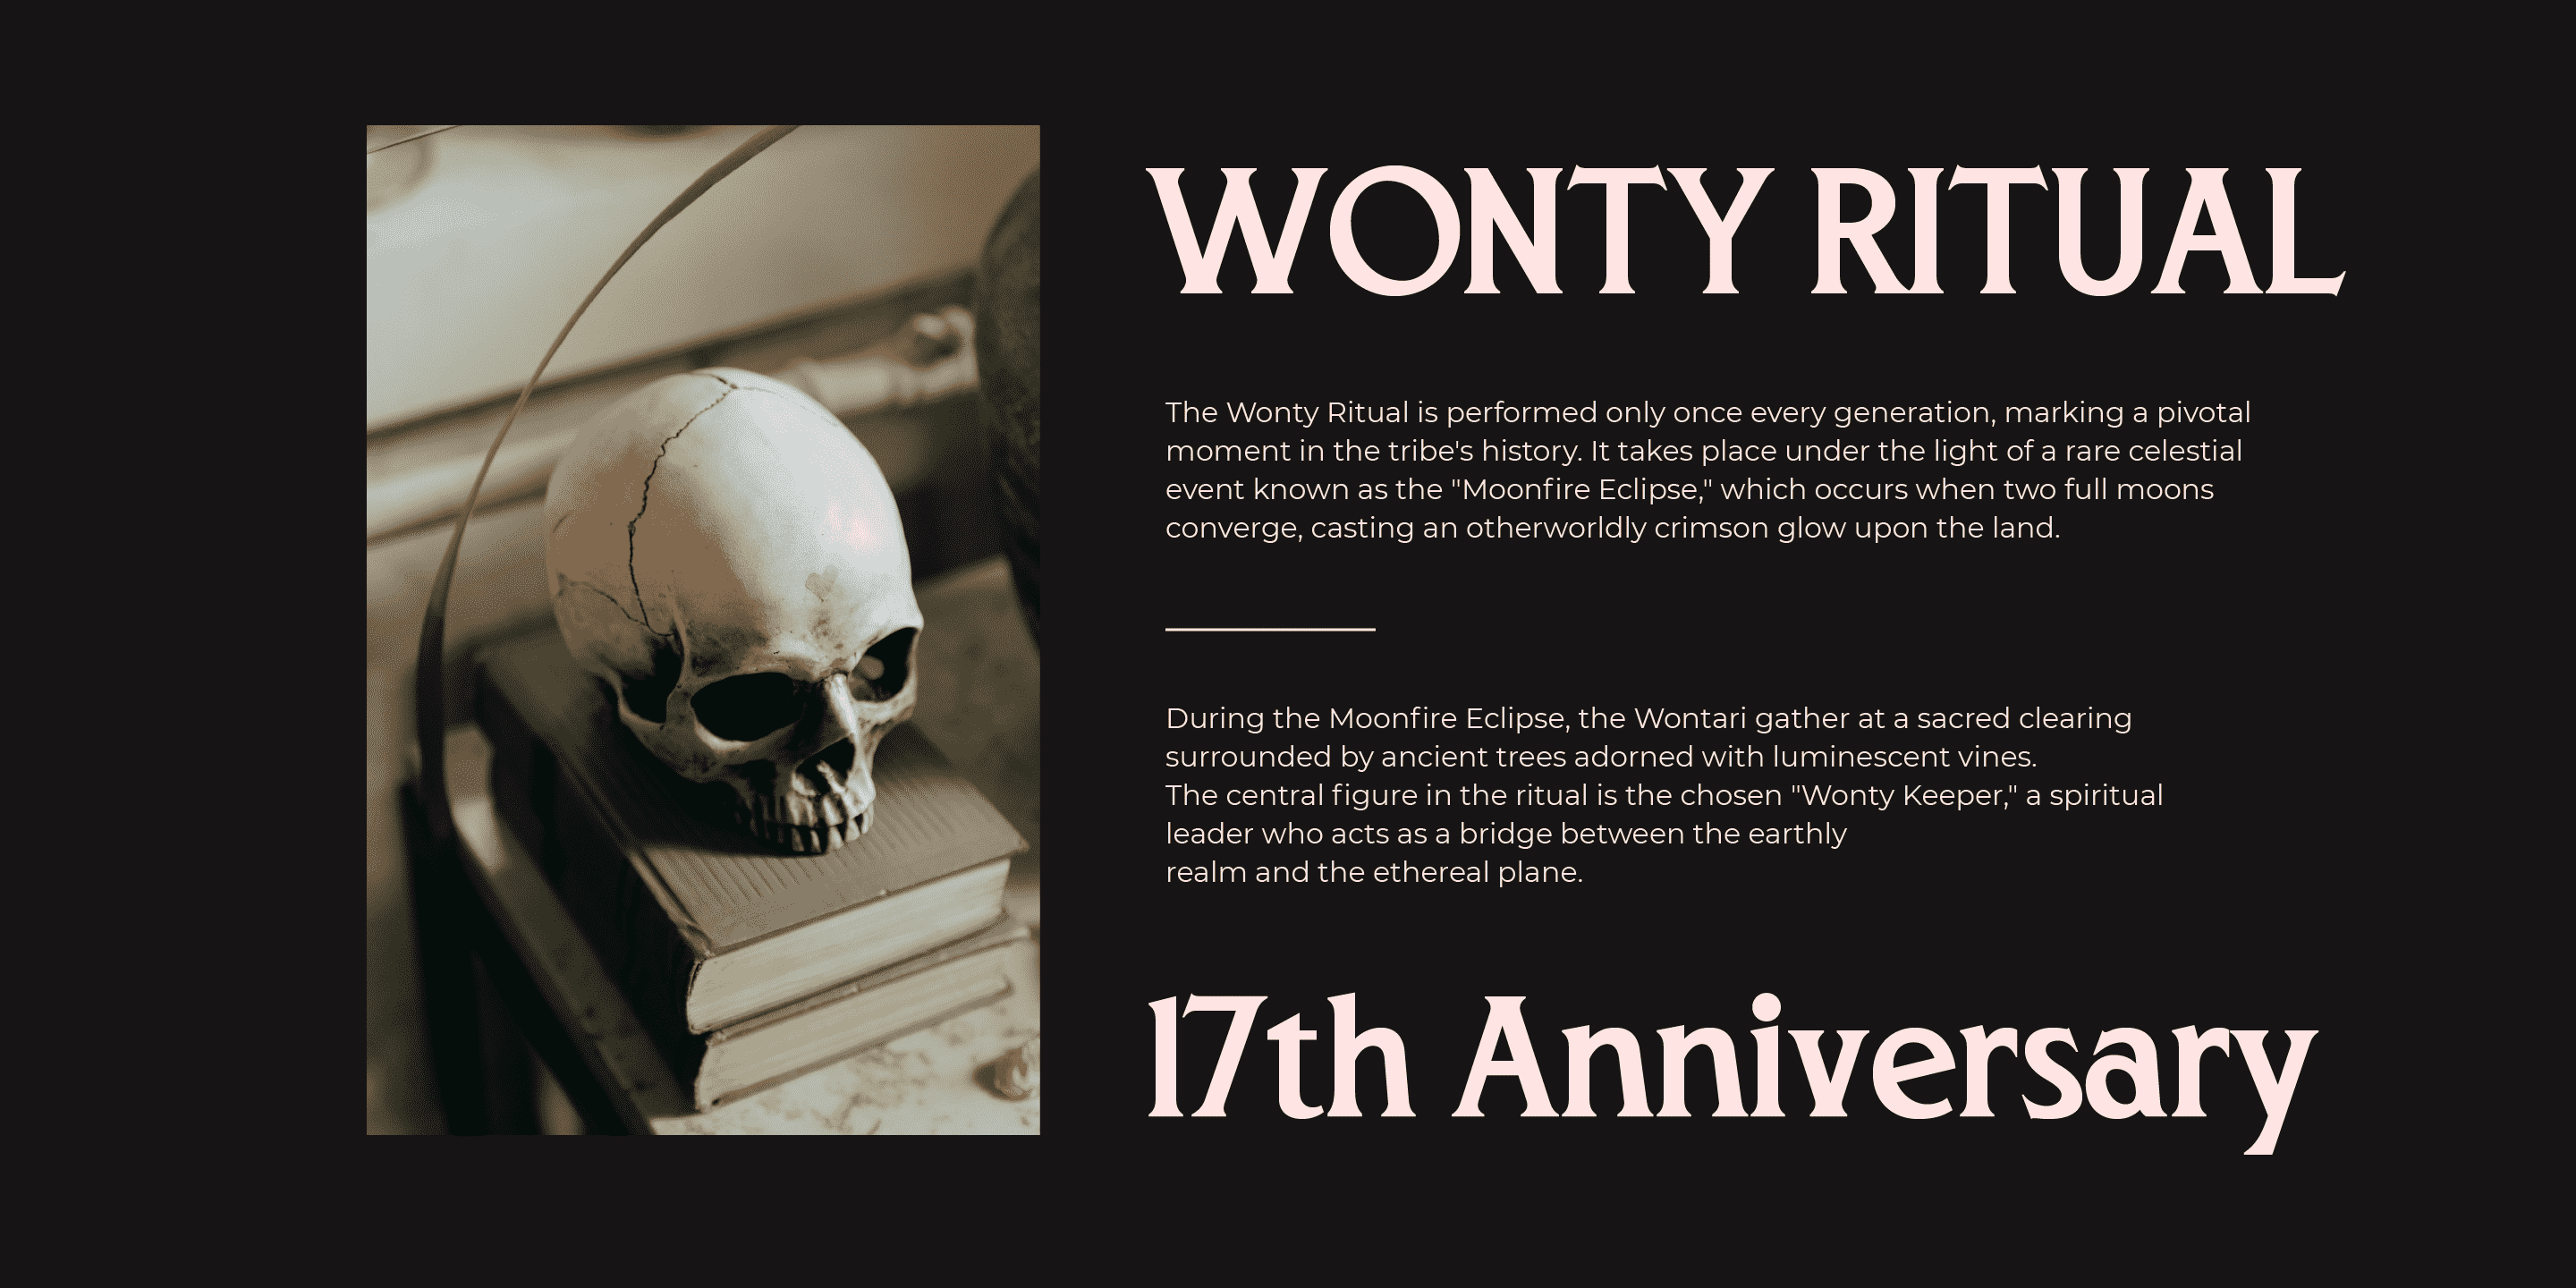 WONTY RITUAL
The Wonty Ritual is performed only once every generation, marking a pivotal
moment in the tribe's history. It takes place under the light of a rare celestial
event known as the "Moonfire Eclipse," which occurs when two full moons
converge, casting an otherworldly crimson glow upon the land.
During the Moonfire Eclipse, the Wontari gather at a sacred clearing
surrounded by ancient trees adorned with luminescent vines.
The central figure in the ritual is the chosen "Wonty Keeper," a spiritual
leader who acts as a bridge between the earthly
realm and the ethereal plane.
17th Anniversary